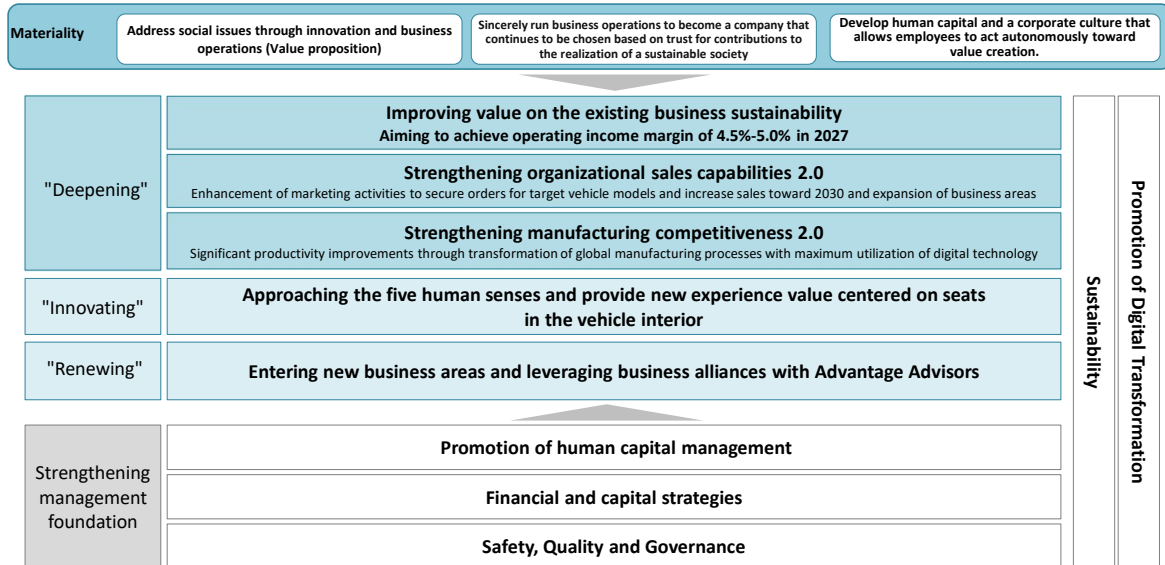 Materiality
Address social issues through innovation and business
operations (Value proposition)
Sincerely run business operations to become a company that
continues to be chosen based on trust for contributions to
the realization of a sustainable society
Develop human capital and a corporate culture that
allows employees to act autonomously toward
value creation.
"Deepening"
Improving value on the existing business sustainability
Aiming to achieve operating income margin of 4.5%-5.0% in 2027
Strengthening organizational sales capabilities 2.0
Enhancement of marketing activities to secure orders for target vehicle models and increase sales toward 2030 and expansion of business areas
Strengthening manufacturing competitiveness 2.0
Significant productivity improvements through transformation of global manufacturing processes with maximum utilization of digital technology
"Innovating"
Approaching the five human senses and provide new experience value centered on seats
in the vehicle interior
"Renewing"
Entering new business areas and leveraging business alliances with Advantage Advisors
Strengthening
management
foundation
Promotion of human capital management
Financial and capital strategies
Safety, Quality and Governance
Sustainability
Promotion of Digital Transformation